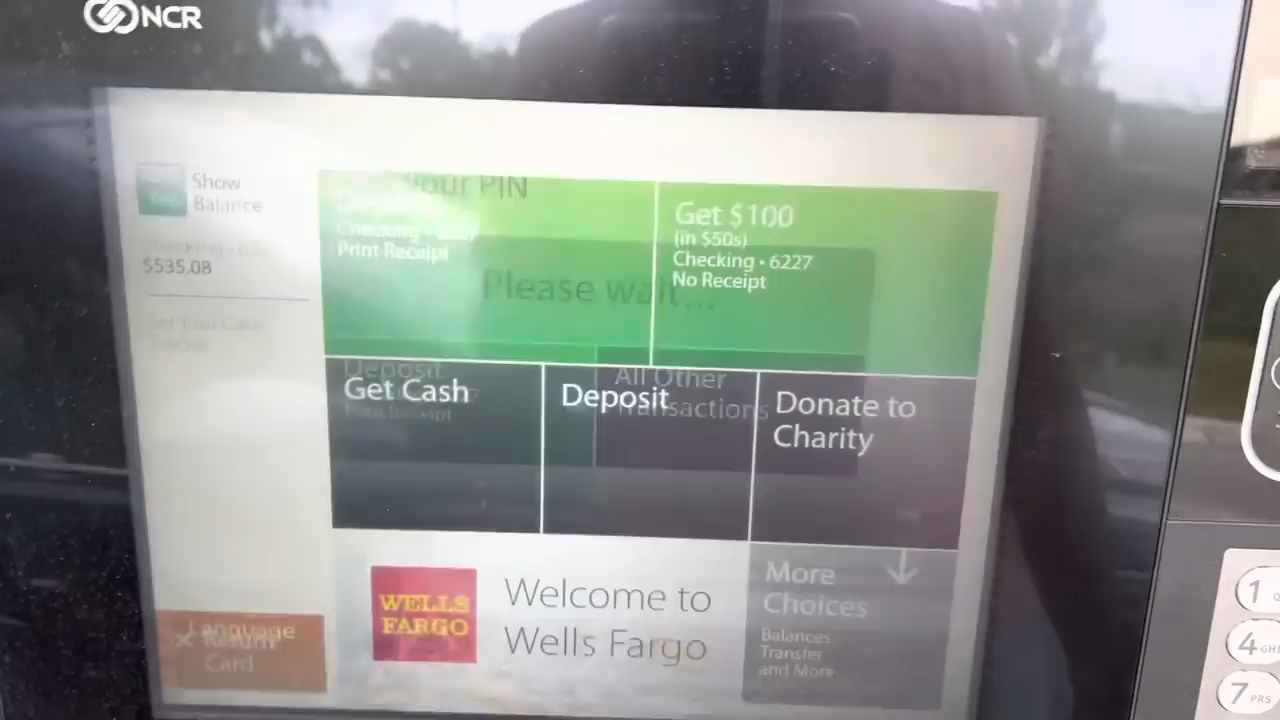 NCR
Show
Balance
$535.08
Your PIN
Checking
Print Receipt
Get $100
(in $50s)
Checking • 6227
No Receipt
Please wait...
Deposit
Get Cash
Print Receipt
All Other
Transactions
Deposit
Donate to
Charity
WELLS
FARGO
Welcome to
Wells Fargo
More
Choices
Balances
Transfer
and More
Language
× Return
Card
1
4 GHI
7 PRS